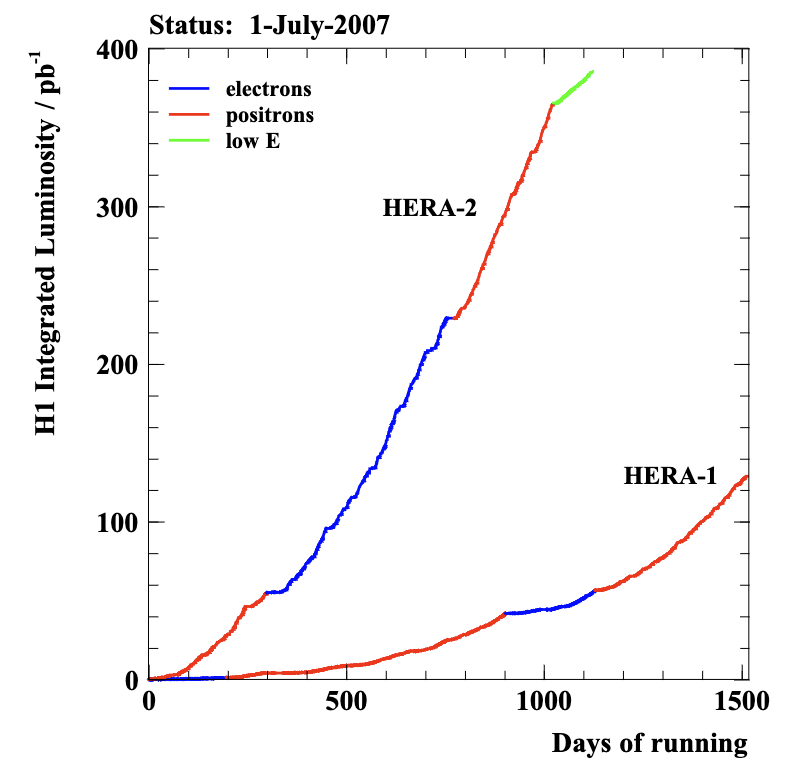 Status: 1-July-2007
H1 Integrated Luminosity / pb-1
400
300
200
100
0
electrons
positrons
low E
HERA-2
HERA-1
0 500 1000 1500
Days of running